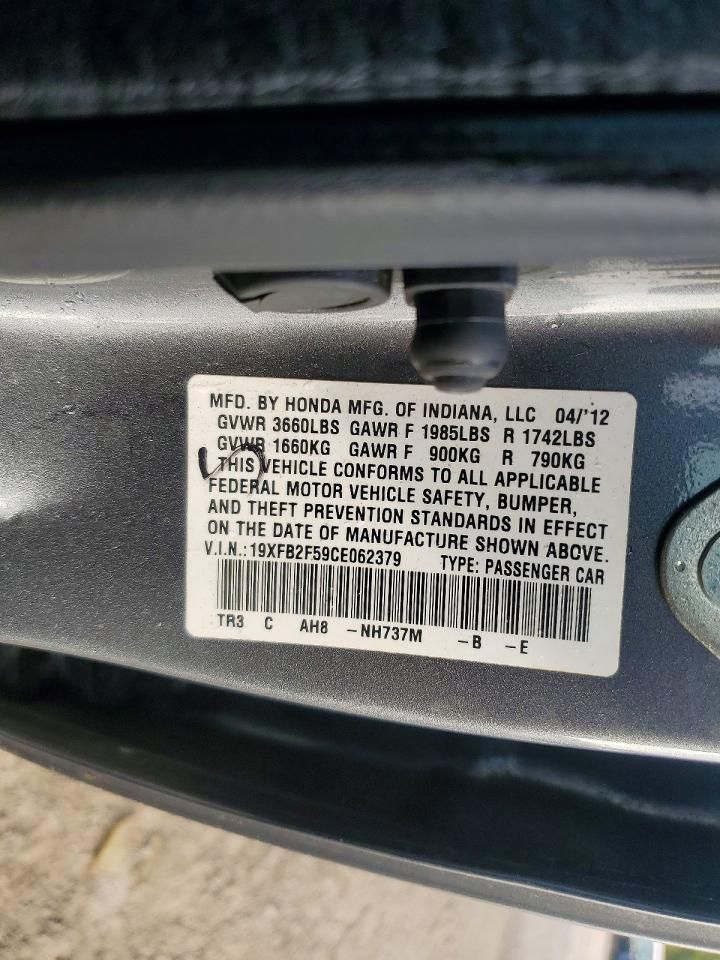 MFD. BY HONDA MFG. OF INDIANA, LLC 04/'12
GVWR 3660LBS GAWR F 1985LBS R 1742LBS
GVWR 1660KG GAWR F 900KG R 790KG
THIS VEHICLE CONFORMS TO ALL APPLICABLE
FEDERAL MOTOR VEHICLE SAFETY, BUMPER,
AND THEFT PREVENTION STANDARDS IN EFFECT
ON THE DATE OF MANUFACTURE SHOWN ABOVE.
V.I.N.:19XFB2F59CE062379 TYPE: PASSENGER CAR
TR3 C AH8 -NH737M -B -E